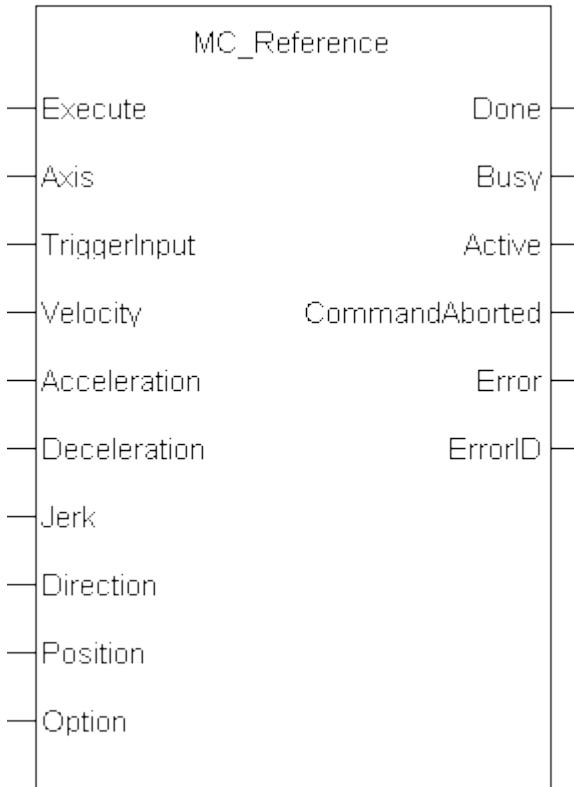 MC_Reference
Execute Done
Axis Busy
TriggerInput Active
Velocity CommandAborted
Acceleration Error
Deceleration ErrorID
Jerk
Direction
Position
Option